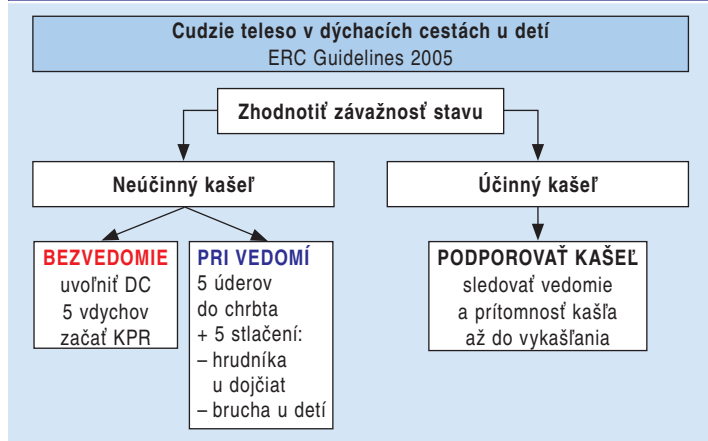 Cudzie teleso v dýchacích cestách u detí
ERC Guidelines 2005
Zhodnotiť závažnosť stavu
Neúčinný kašeľ
Účinný kašeľ
BEZVEDOMIE
uvoľniť DC
5 vdychov
začať KPR
PRI VEDOMÍ
5 úderov
do chrbta
+ 5 stlačení:
– hrudníka
u dojčiat
– brucha u detí
PODPOROVAŤ KAŠEĽ
sledovať vedomie
a prítomnosť kašľa
až do vykašľania